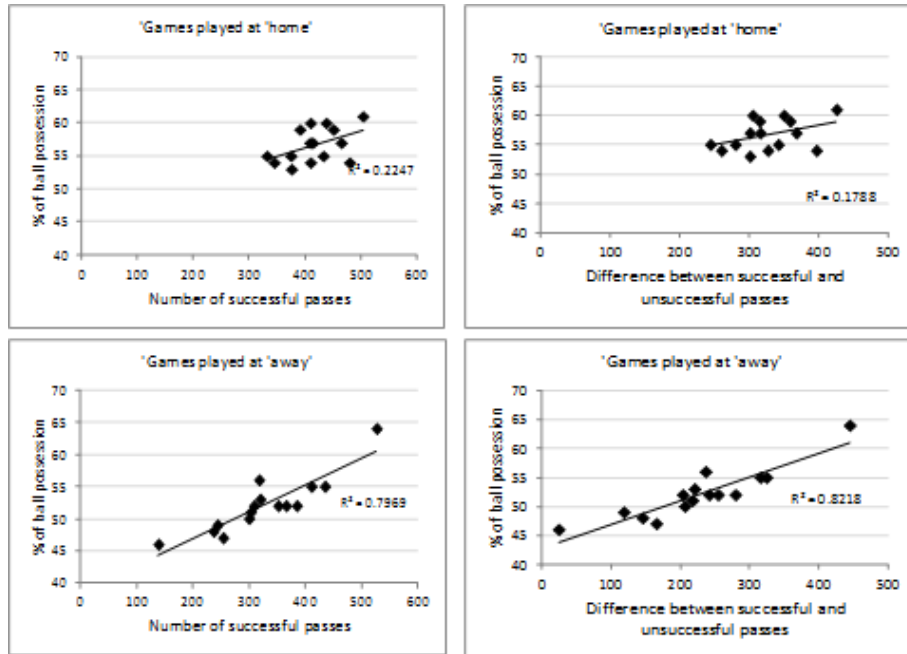 'Games played at 'home'
% of ball possession
70
65
60
55
50
45
40
R² = 0.2247
0 100 200 300 400 500 600
Number of successful passes
'Games played at 'home'
% of ball possession
70
65
60
55
50
45
40
R² = 0.1788
0 100 200 300 400 500
Difference between successful and
unsuccessful passes
'Games played at 'away'
% of ball possession
70
65
60
55
50
45
40
R² = 0.7969
0 100 200 300 400 500 600
Number of successful passes
'Games played at 'away'
% of ball possession
70
65
60
55
50
45
40
R² = 0.8218
0 100 200 300 400 500
Difference between successful and
unsuccessful passes